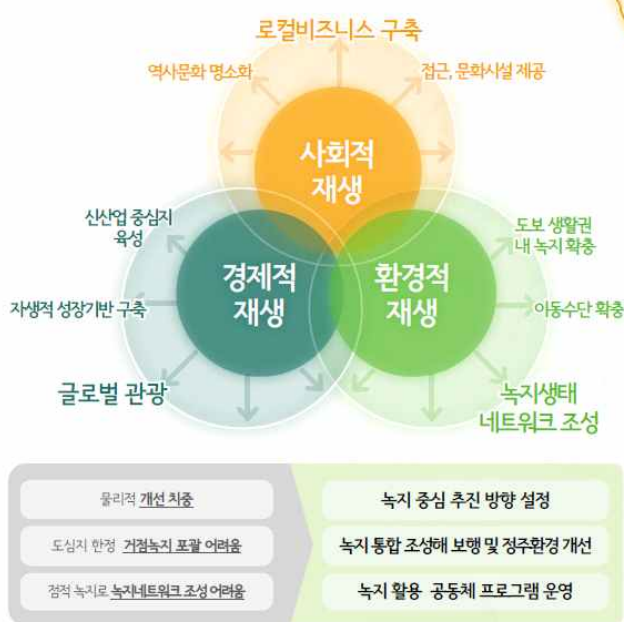 로컬비즈니스 구축
역사문화 명소화
접근, 문화시설 제공
사회적
재생
신산업 중심지
육성
자생적 성장기반 구축
글로벌 관광
경제적
재생
환경적
재생
도보 생활권
내 녹지 확충
이동수단 확충
녹지생태
네트워크 조성
물리적 개선 치중
녹지 중심 추진 방향 설정
도심지 한정 거점녹지 포괄 어려움
녹지 통합 조성해 보행 및 정주환경 개선
점적 녹지로 녹지네트워크 조성 어려움
녹지 활용 공동체 프로그램 운영